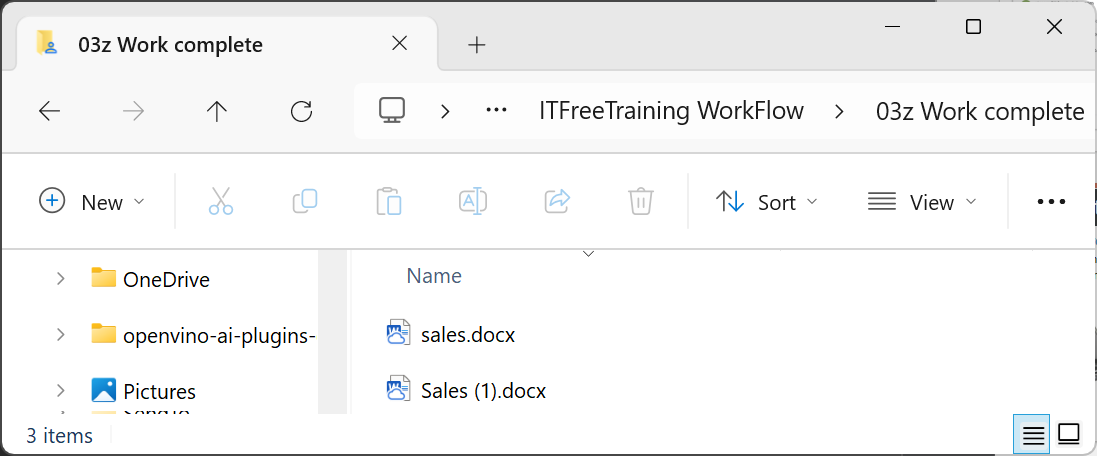 03z Work complete
ITFreeTraining WorkFlow 03z Work complete
New Sort View
OneDrive
openvino-ai-plugins-
Pictures
Name
sales.docx
Sales (1).docx
3 items